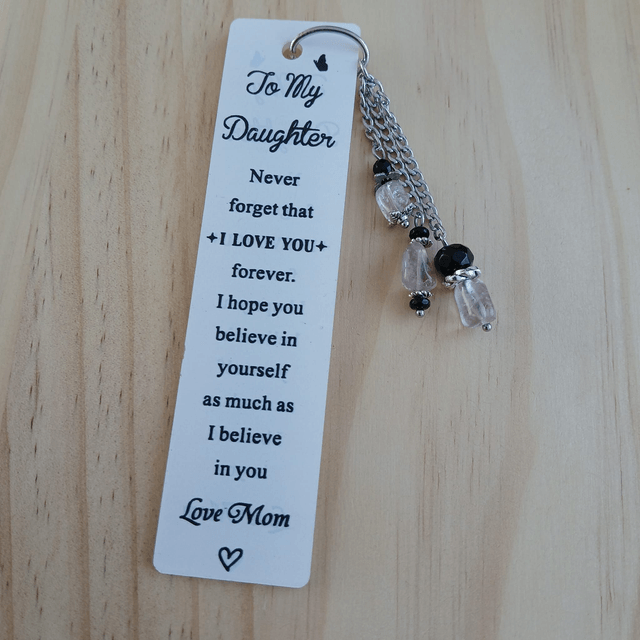 To My
Daughter
Never
forget that
✦I LOVE YOU✦
forever.
I hope you
believe in
yourself
as much as
I believe
in you
Love Mom